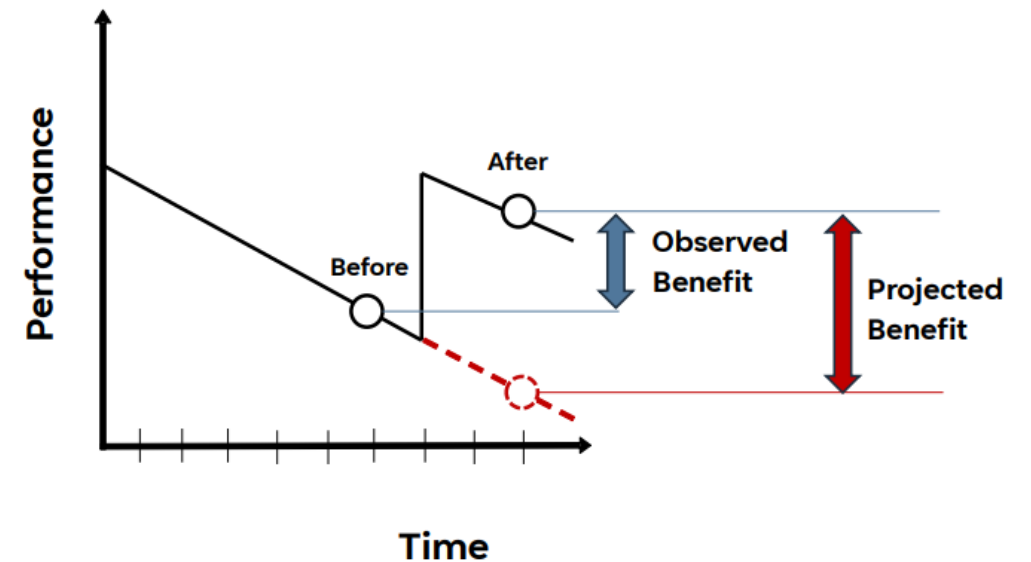 Performance
Before
After
Observed
Benefit
Projected
Benefit
Time